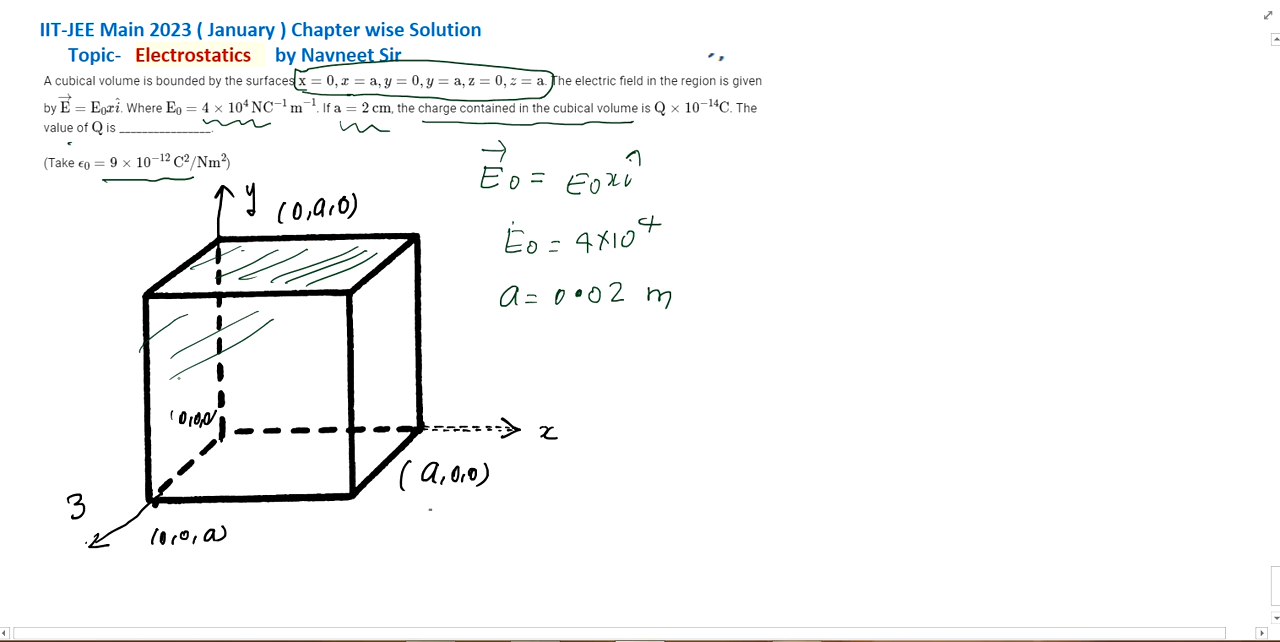 IIT-JEE Main 2023 ( January ) Chapter wise Solution
Topic- Electrostatics by Navneet Sir
A cubical volume is bounded by the surfaces x = 0, x = a, y = 0, y = a, z = 0, z = a. The electric field in the region is given
by E⃗ = E₀xî. Where E₀ = 4 × 10⁴ NC⁻¹ m⁻¹. If a = 2 cm, the charge contained in the cubical volume is Q × 10⁻¹⁴C. The
value of Q is ______________.
(Take ϵ₀ = 9 × 10⁻¹² C²/Nm²)
E⃗₀ = E₀xî
E₀ = 4×10⁴
a = 0.02 m
y
(0,a,0)
(0,0,0)
x
(a,0,0)
z
(0,0,a)